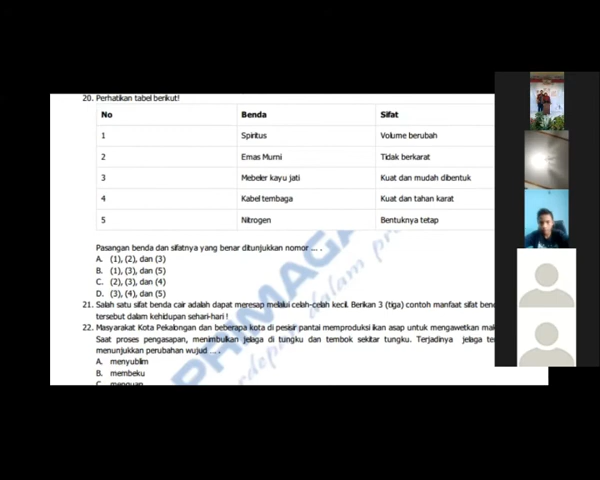 20. Perhatikan tabel berikut!
No Benda Sifat
1 Spiritus Volume berubah
2 Emas Murni Tidak berkarat
3 Mebeler kayu jati Kuat dan mudah dibentuk
4 Kabel tembaga Kuat dan tahan karat
5 Nitrogen Bentuknya tetap
Pasangan benda dan sifatnya yang benar ditunjukkan nomor ... .
A. (1), (2), dan (3)
B. (1), (3), dan (5)
C. (2), (3), dan (4)
D. (3), (4), dan (5)
21. Salah satu sifat benda cair adalah dapat meresap melalui celah-celah kecil. Berikan 3 (tiga) contoh manfaat sifat
tersebut dalam kehidupan sehari-hari!
22. Masyarakat Kota Pekalongan dan beberapa kota di pesisir pantai memproduksi ikan asap untuk mengawetkan
Saat proses pengasapan, menimbulkan jelaga di tungku dan tembok sekitar tungku. Terjadinya jelaga
menunjukkan perubahan wujud ... .
A. menyublim
B. membeku
C. menguap
PRIMAGA
rdepan dalam pr